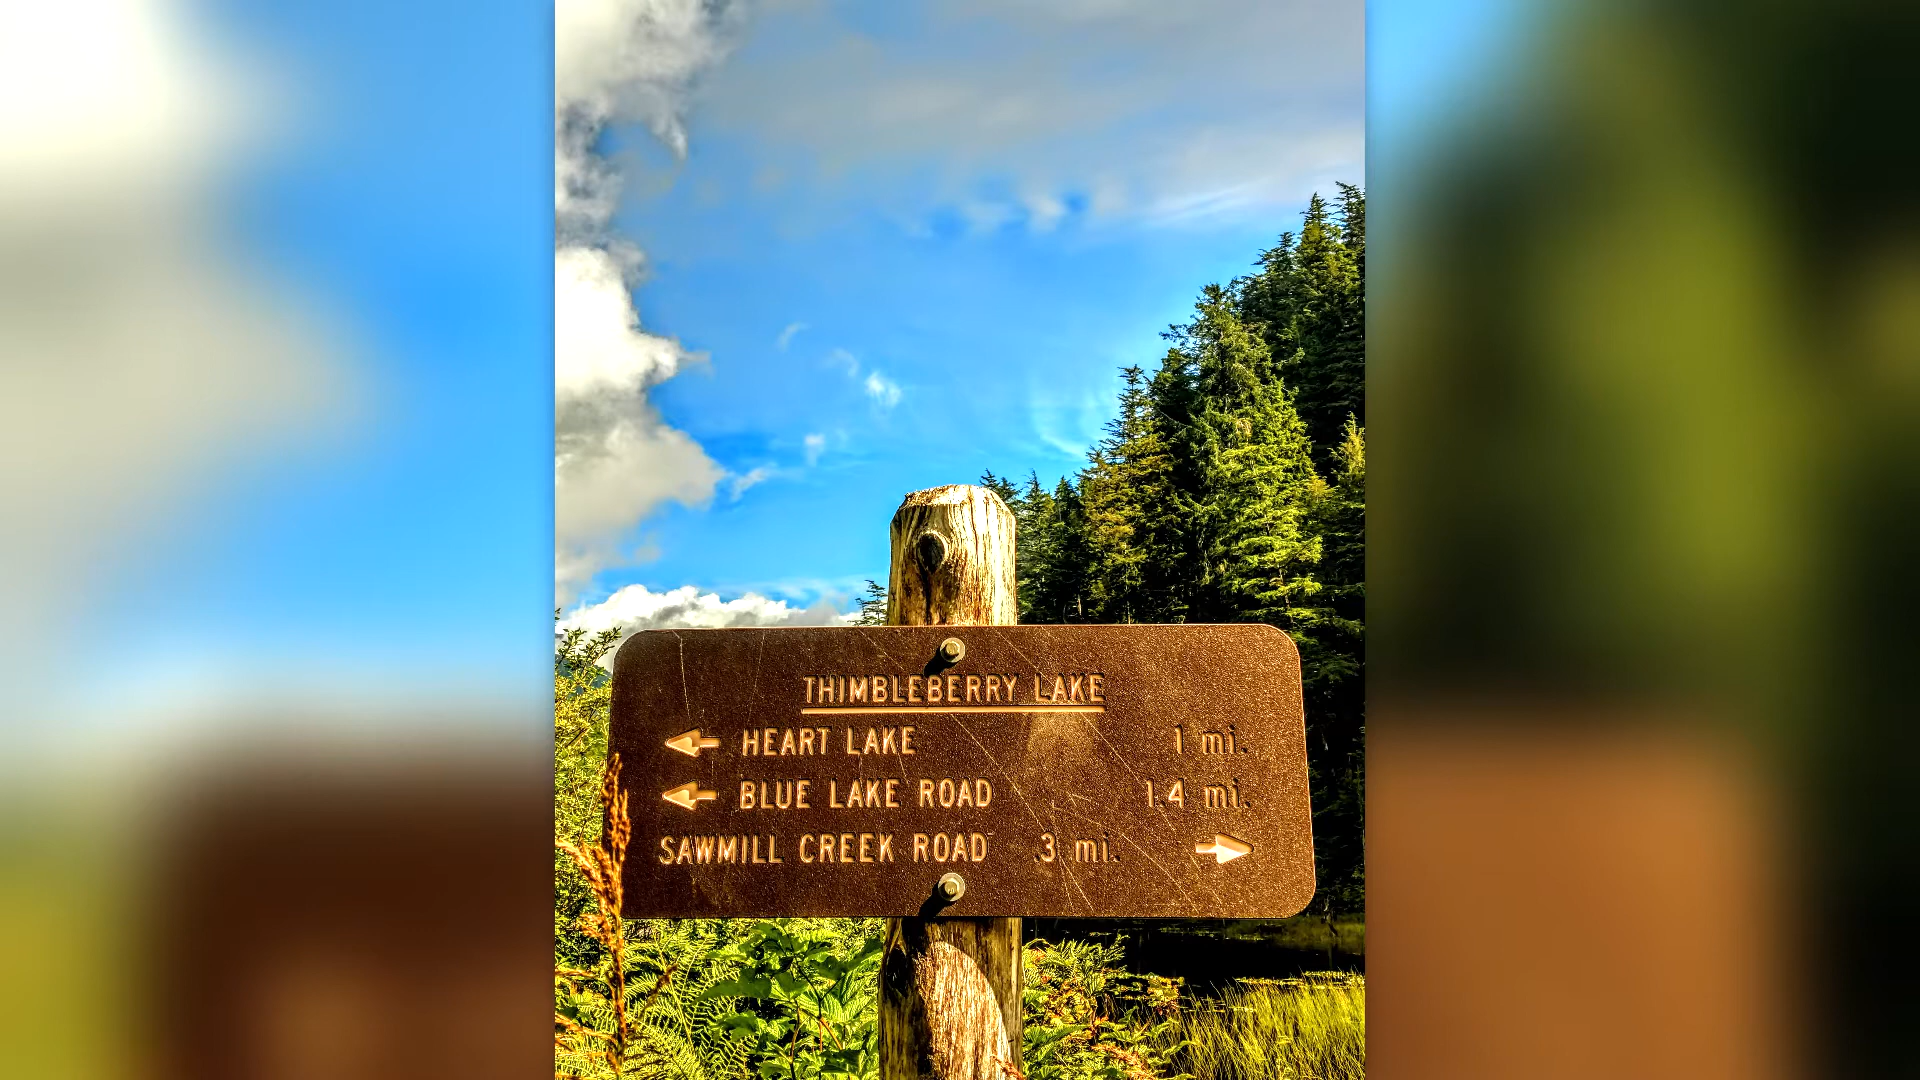 THIMBLEBERRY LAKE
HEART LAKE 1 mi.
BLUE LAKE ROAD 1.4 mi.
SAWMILL CREEK ROAD .3 mi.